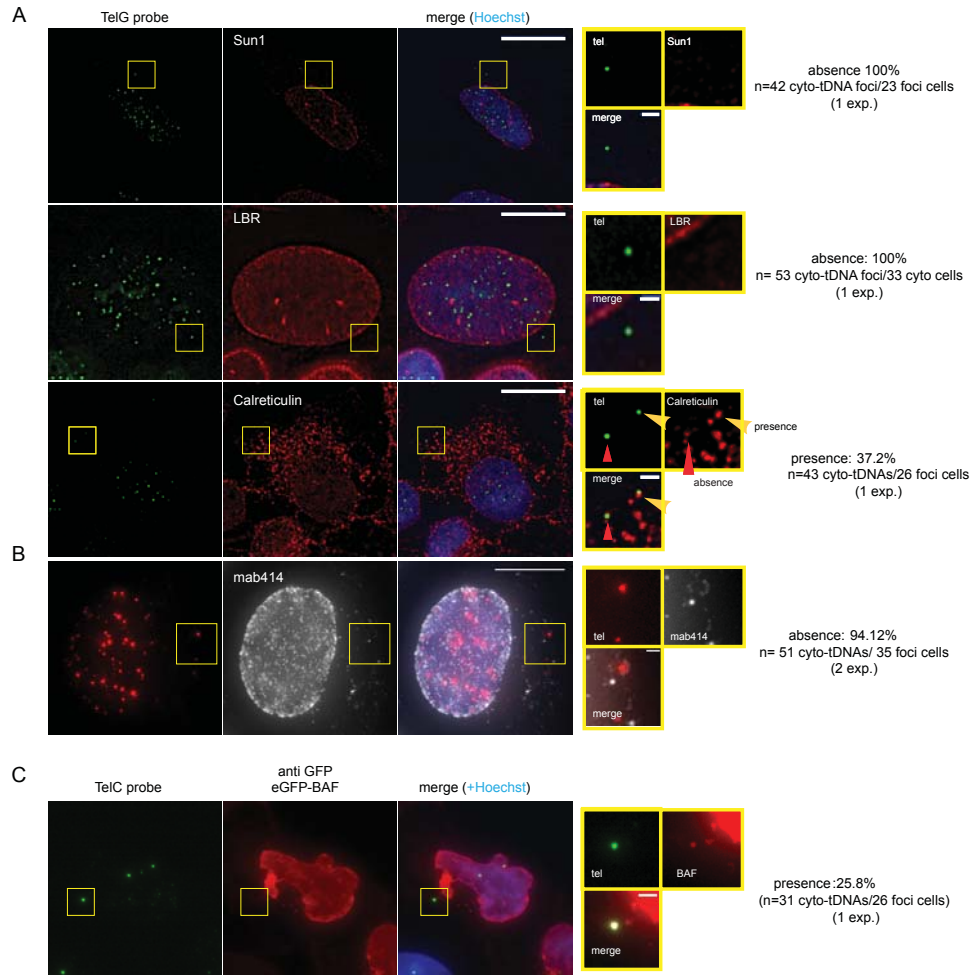 A
TelG probe
merge (Hoechst)
Sun1
tel
Sun1
merge
absence 100%
n=42 cyto-tDNA foci/23 foci cells
(1 exp.)
LBR
tel
LBR
merge
absence: 100%
n= 53 cyto-tDNA foci/33 cyto cells
(1 exp.)
Calreticulin
tel
Calreticulin
presence
absence
merge
presence: 37.2%
n=43 cyto-tDNAs/26 foci cells
(1 exp.)
B
mab414
tel
mab414
merge
absence: 94.12%
n= 51 cyto-tDNAs/ 35 foci cells
(2 exp.)
C
TelC probe
anti GFP
eGFP-BAF
merge (+Hoechst)
tel
BAF
merge
presence :25.8%
(n=31 cyto-tDNAs/26 foci cells)
(1 exp.)